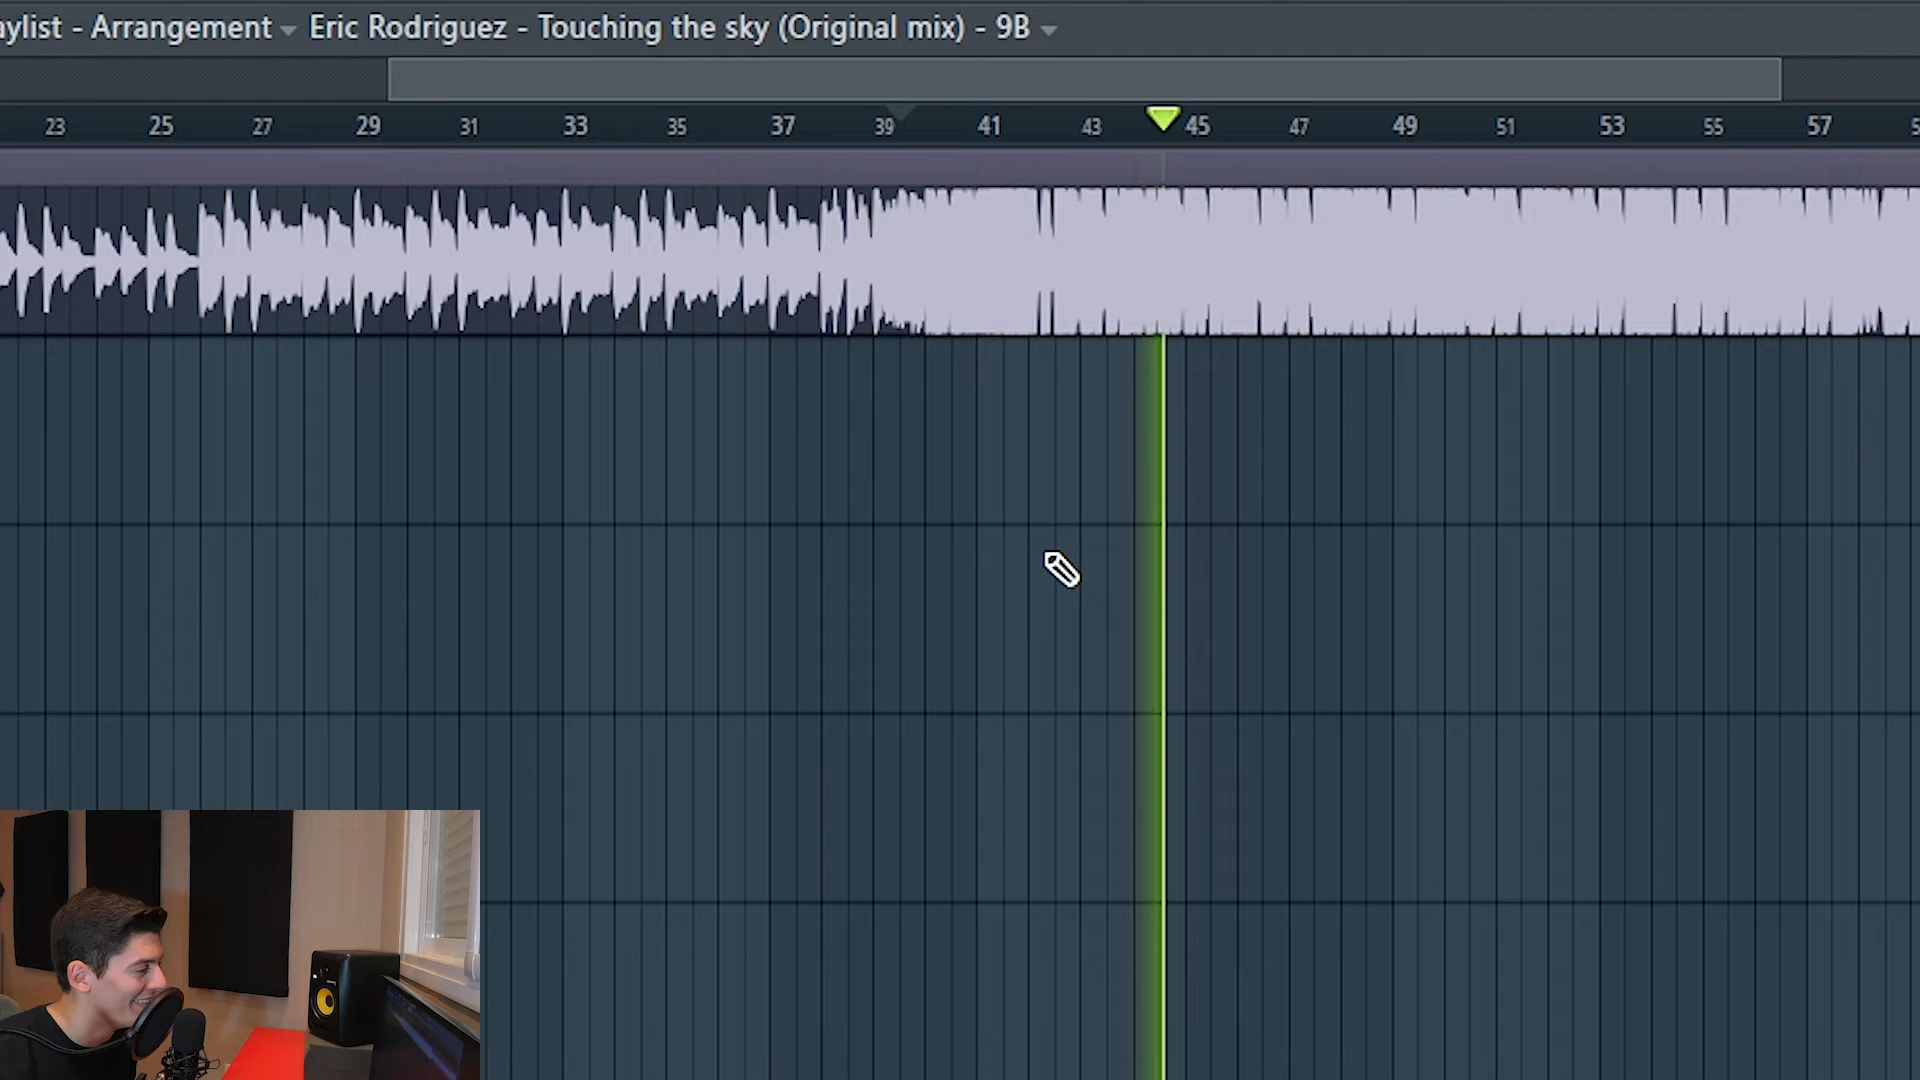 aylist - Arrangement Eric Rodriguez - Touching the sky (Original mix) - 9B
23 25 27 29 31 33 35 37 39 41 43 45 47 49 51 53 55 57 5